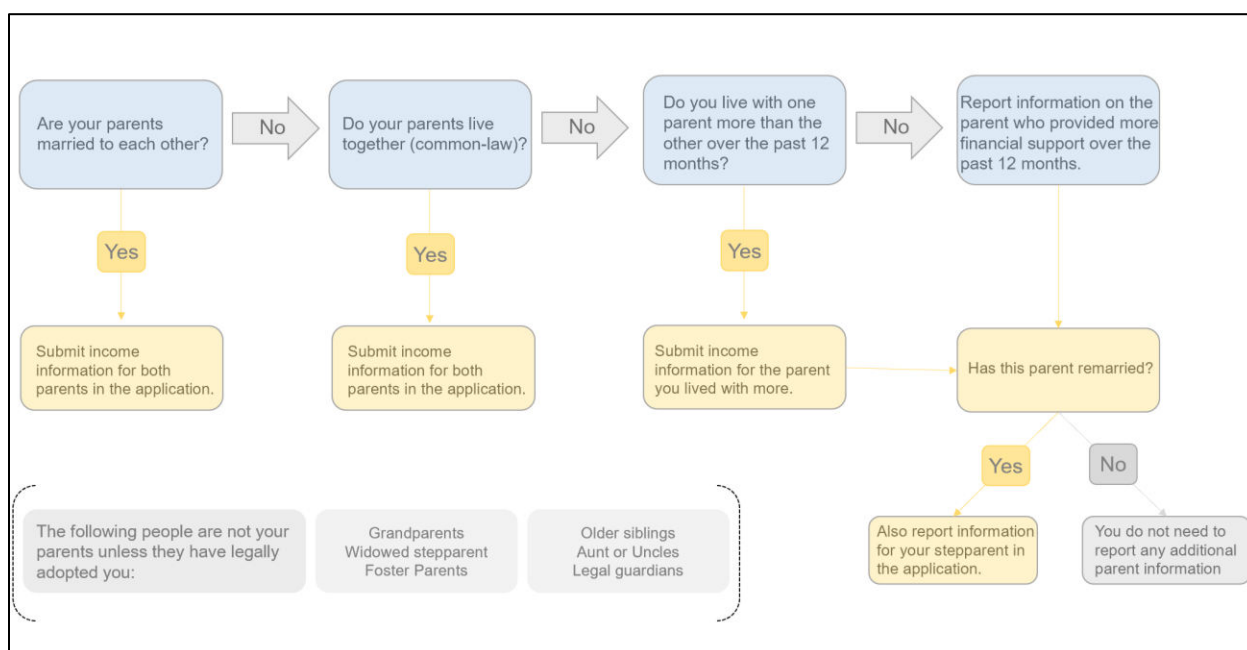 Are your parents
married to each other?
No
Do your parents live
together (common-law)?
No
Do you live with one
parent more than the
other over the past 12
months?
No
Report information on the
parent who provided more
financial support over the
past 12 months.
Yes
Yes
Yes
Submit income
information for both
parents in the application.
Submit income
information for both
parents in the application.
Submit income
information for the parent
you lived with more.
Has this parent remarried?
Yes
No
Also report information
for your stepparent in
the application.
You do not need to
report any additional
parent information
The following people are not your
parents unless they have legally
adopted you:
Grandparents
Widowed stepparent
Foster Parents
Older siblings
Aunt or Uncles
Legal guardians